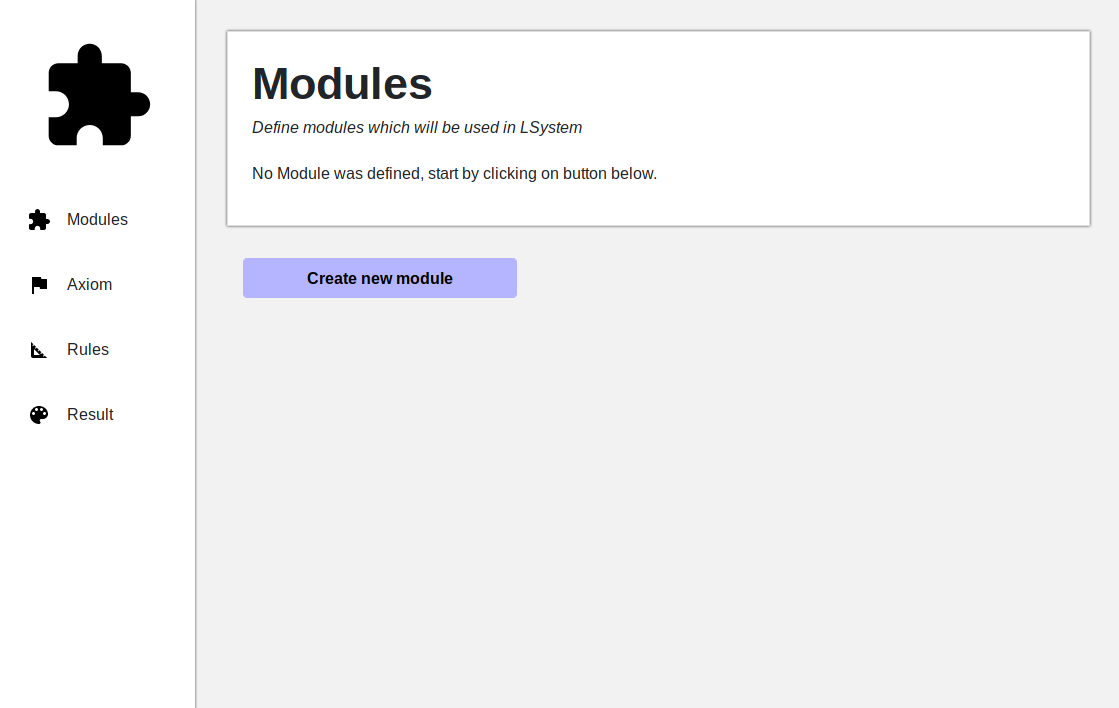 Modules
Axiom
Rules
Result
Modules
Define modules which will be used in LSystem
No Module was defined, start by clicking on button below.
Create new module